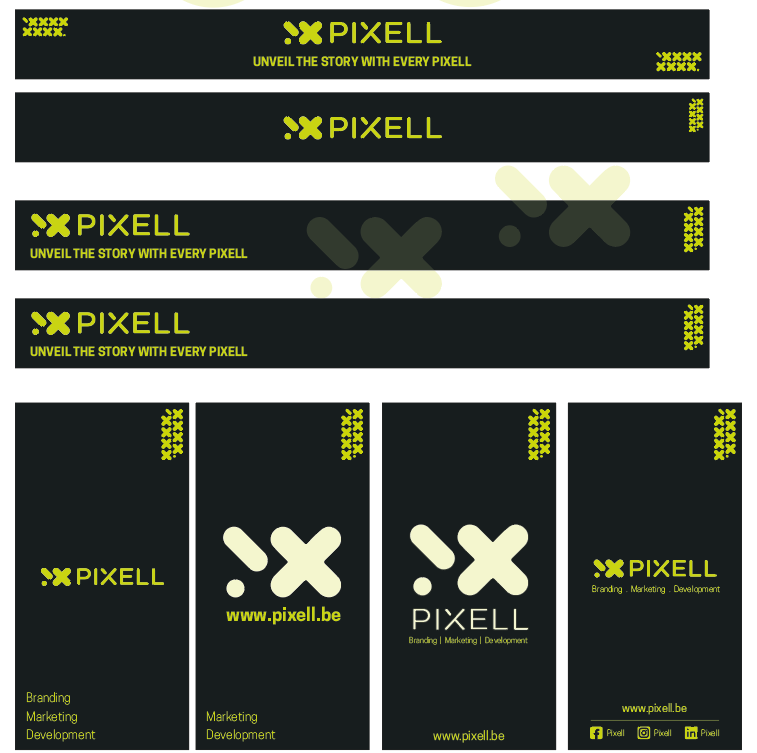 PIXELL
UNVEIL THE STORY WITH EVERY PIXELL
PIXELL
PIXELL
UNVEIL THE STORY WITH EVERY PIXELL
PIXELL
UNVEIL THE STORY WITH EVERY PIXELL
PIXELL
Branding
Marketing
Development
www.pixell.be
Marketing
Development
PIXELL
Branding | Marketing | Development
www.pixell.be
PIXELL
Branding . Marketing . Development
www.pixell.be
Pixell Pixell Pixell